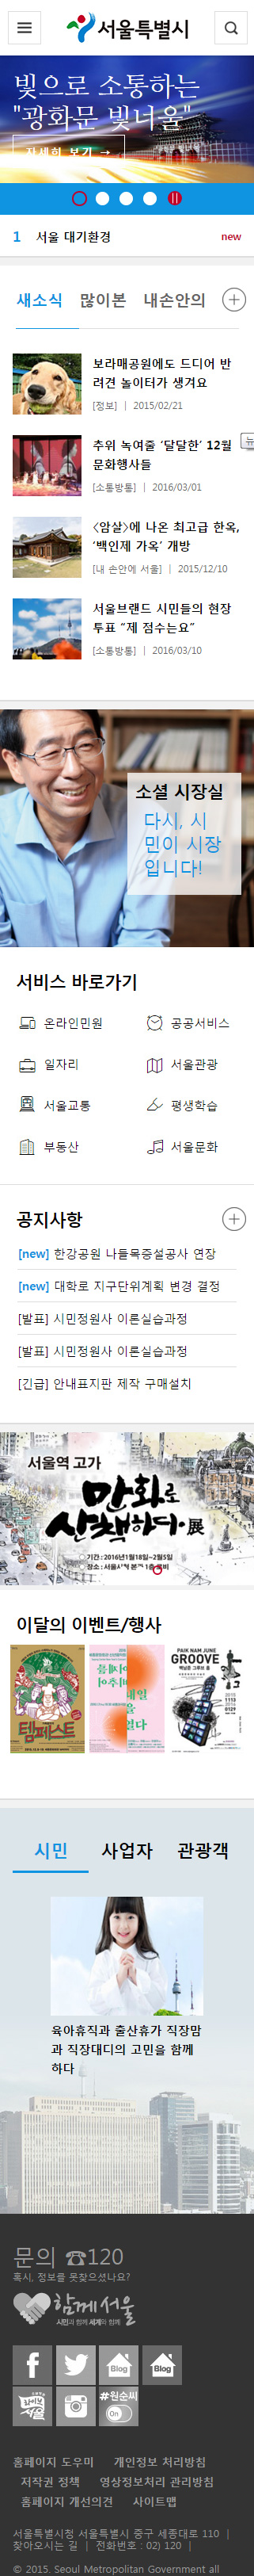 서울특별시
빛으로 소통하는
"광화문 빛너울"
자세히 보기 →
1 서울 대기환경 new
새소식 많이본 내손안의
보라매공원에도 드디어 반
려견 놀이터가 생겨요
[정보] | 2015/02/21
추위 녹여줄 ‘달달한’ 12월
문화행사들
[소통방통] | 2016/03/01
<암살>에 나온 최고급 한옥,
‘백인제 가옥’ 개방
[내 손안에 서울] | 2015/12/10
서울브랜드 시민들의 현장
투표 “제 점수는요”
[소통방통] | 2016/03/10
소셜 시장실
다시, 시
민이 시장
입니다!
서비스 바로가기
온라인민원 공공서비스
일자리 서울관광
서울교통 평생학습
부동산 서울문화
공지사항
[new] 한강공원 나들목증설공사 연장
[new] 대학로 지구단위계획 변경 결정
[발표] 시민정원사 이론실습과정
[발표] 시민정원사 이론실습과정
[긴급] 안내표지판 제작 구매설치
서울역 고가
만화로
산책하다展
기간 : 2016년1월18일~2월5일
이달의 이벤트/행사
템페스트
PAIK NAM JUNE
GROOVE
시민 사업자 관광객
육아휴직과 출산휴가 직장맘
과 직장대디의 고민을 함께
하다
문의 ☎120
혹시, 정보를 못찾으셨나요?
함께서울
시민과 함께 세계와 함께
Blog Blog
라이브
서울
#원순씨
On
홈페이지 도우미 개인정보 처리방침
저작권 정책 영상정보처리 관리방침
홈페이지 개선의견 사이트맵
서울특별시청 서울특별시 중구 세종대로 110 |
찾아오시는 길 | 전화번호 : 02) 120 |
© 2015. Seoul Metropolitan Government all